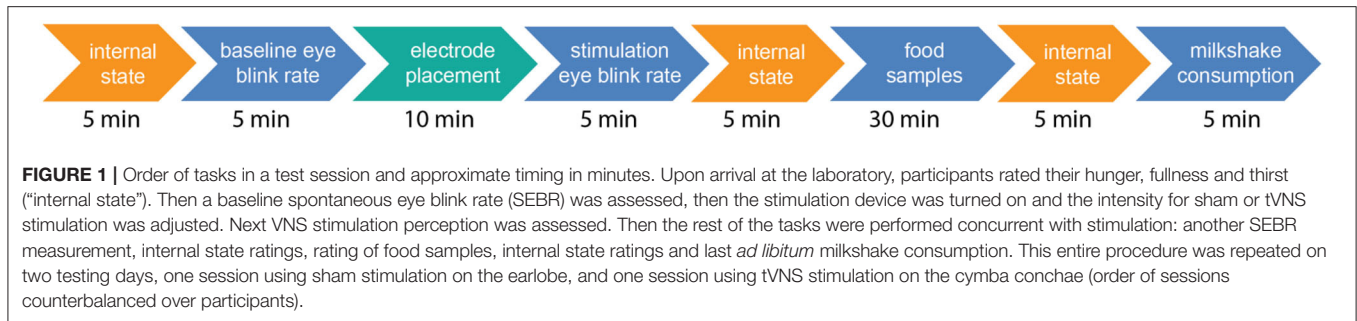 internal
state
baseline eye
blink rate
electrode
placement
stimulation
eye blink rate
internal
state
food
samples
internal
state
milkshake
consumption
5 min
5 min
10 min
5 min
5 min
30 min
5 min
5 min
FIGURE 1 | Order of tasks in a test session and approximate timing in minutes. Upon arrival at the laboratory, participants rated their hunger, fullness and thirst
(“internal state”). Then a baseline spontaneous eye blink rate (SEBR) was assessed, then the stimulation device was turned on and the intensity for sham or tVNS
stimulation was adjusted. Next VNS stimulation perception was assessed. Then the rest of the tasks were performed concurrent with stimulation: another SEBR
measurement, internal state ratings, rating of food samples, internal state ratings and last ad libitum milkshake consumption. This entire procedure was repeated on
two testing days, one session using sham stimulation on the earlobe, and one session using tVNS stimulation on the cymba conchae (order of sessions
counterbalanced over participants).